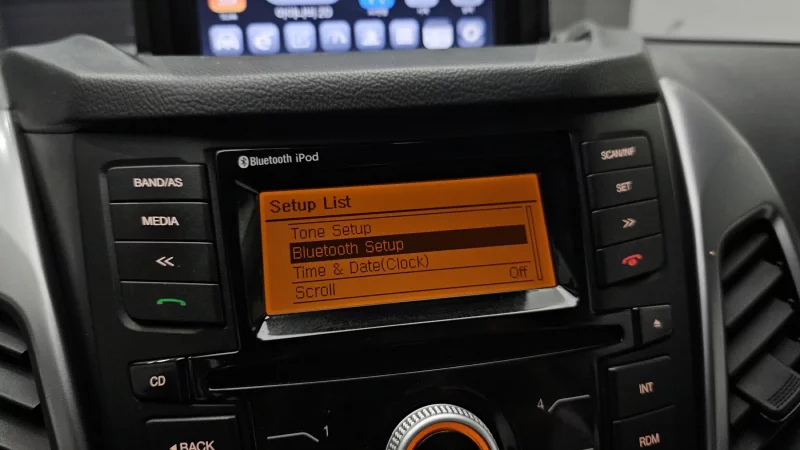 Bluetooth iPod
BAND/AS
MEDIA
CD
BACK
Setup List
Tone Setup
Bluetooth Setup
Time & Date(Clock)
Scroll Off
SCAN/INF
SET
INT
RDM
1
4